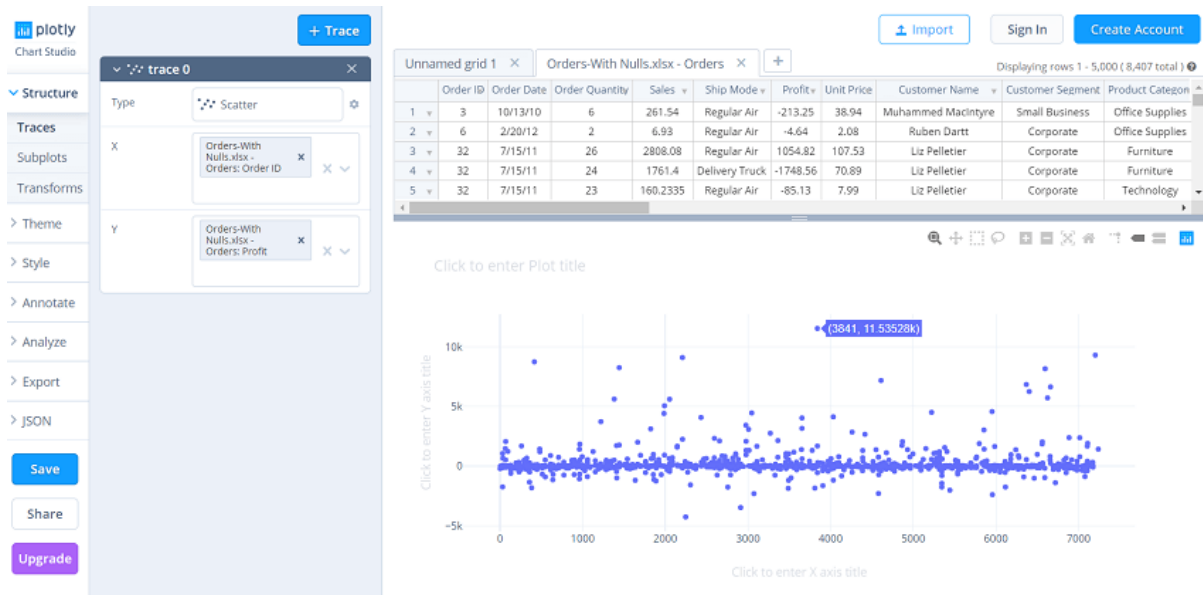 plotly
Chart Studio
Structure
Traces
Subplots
Transforms
Theme
Style
Annotate
Analyze
Export
JSON
Save
Share
Upgrade
+ Trace
trace 0
Type
Scatter
X
Orders-With
Nulls.xlsx -
Orders: Order ID
Y
Orders-With
Nulls.xlsx -
Orders: Profit
Import
Sign In
Create Account
Unnamed grid 1
Orders-With Nulls.xlsx - Orders
Displaying rows 1 - 5,000 ( 8,407 total )
Order ID Order Date Order Quantity Sales Ship Mode Profit Unit Price Customer Name Customer Segment Product Categon
1 3 10/13/10 6 261.54 Regular Air -213.25 38.94 Muhammed MacIntyre Small Business Office Supplies
2 6 2/20/12 2 6.93 Regular Air -4.64 2.08 Ruben Dartt Corporate Office Supplies
3 32 7/15/11 26 2808.08 Regular Air 1054.82 107.53 Liz Pelletier Corporate Furniture
4 32 7/15/11 24 1761.4 Delivery Truck -1748.56 70.89 Liz Pelletier Corporate Furniture
5 32 7/15/11 23 160.2335 Regular Air -85.13 7.99 Liz Pelletier Corporate Technology
Click to enter Plot title
(3841, 11.53528k)
Click to enter Y axis title
10k
5k
0
−5k
0 1000 2000 3000 4000 5000 6000 7000
Click to enter X axis title